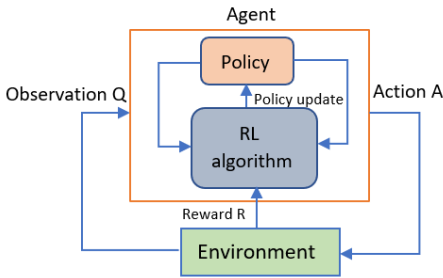 Agent
Policy
Observation Q
Action A
Policy update
RL
algorithm
Reward R
Environment